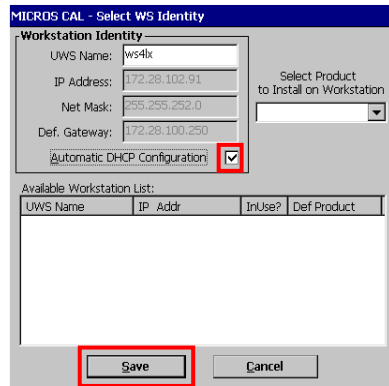 MICROS CAL - Select WS Identity
Workstation Identity
UWS Name: ws4lx
IP Address: 172.28.102.91
Net Mask: 255.255.252.0
Def. Gateway: 172.28.100.250
Automatic DHCP Configuration
Select Product
to Install on Workstation
Available Workstation List:
UWS Name IP Addr InUse? Def Product
Save Cancel